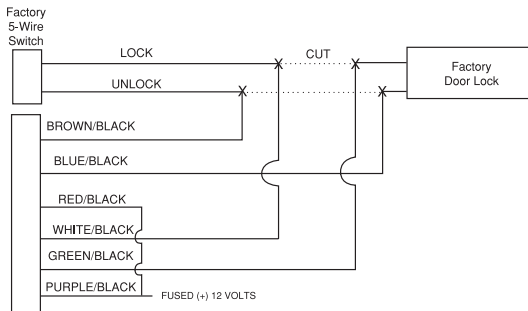 Factory
5-Wire
Switch
LOCK
CUT
Factory
Door Lock
UNLOCK
BROWN/BLACK
BLUE/BLACK
RED/BLACK
WHITE/BLACK
GREEN/BLACK
PURPLE/BLACK
FUSED (+) 12 VOLTS